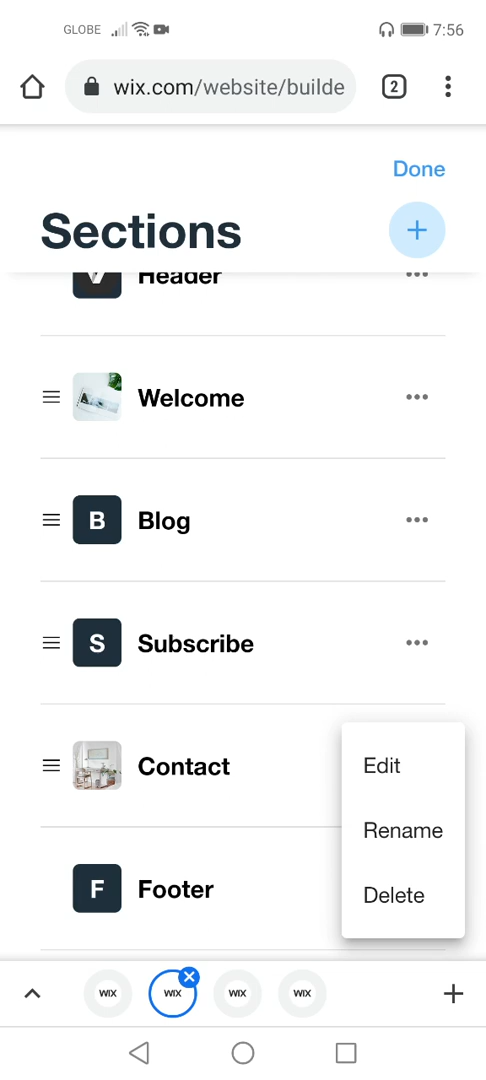 GLOBE 7:56
wix.com/website/builde 2
Done
Sections
+
Header
Welcome
B Blog
S Subscribe
Contact
Edit
Rename
F Footer
Delete
WIX WIX WIX WIX